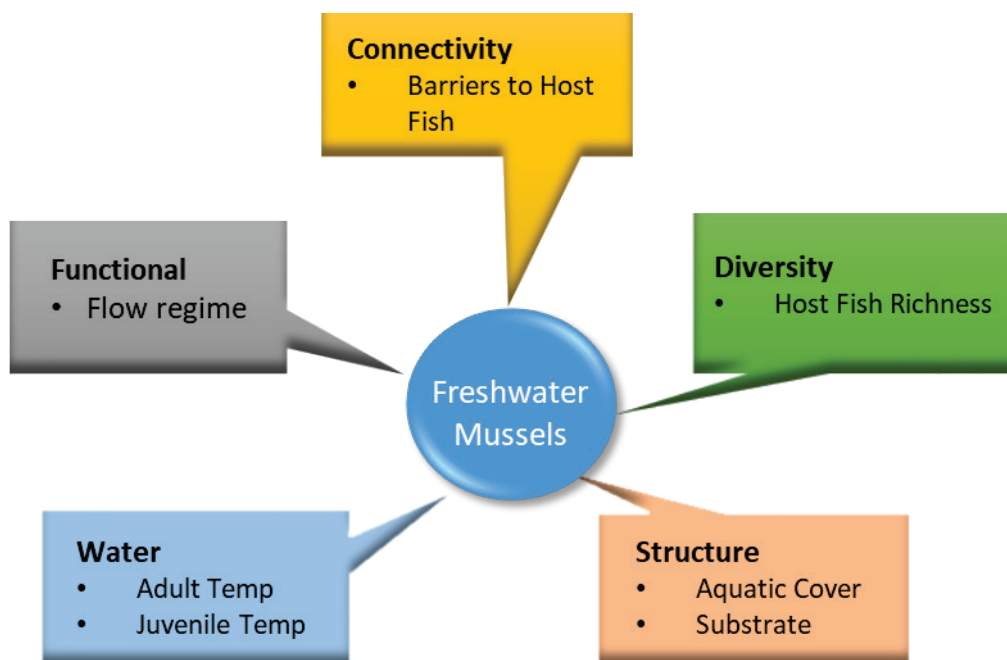 Connectivity
• Barriers to Host
Fish
Functional
• Flow regime
Diversity
• Host Fish Richness
Freshwater
Mussels
Water
• Adult Temp
• Juvenile Temp
Structure
• Aquatic Cover
• Substrate